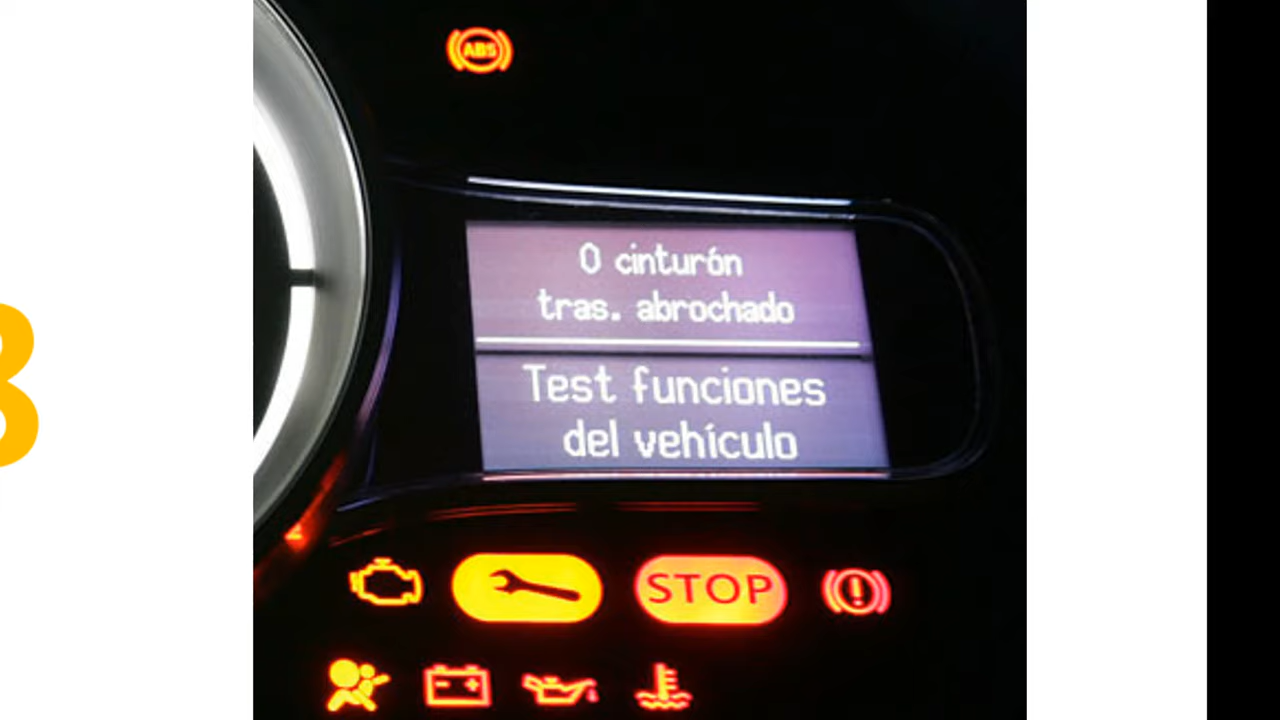 ABS
0 cinturón
tras. abrochado
Test funciones
del vehículo
STOP